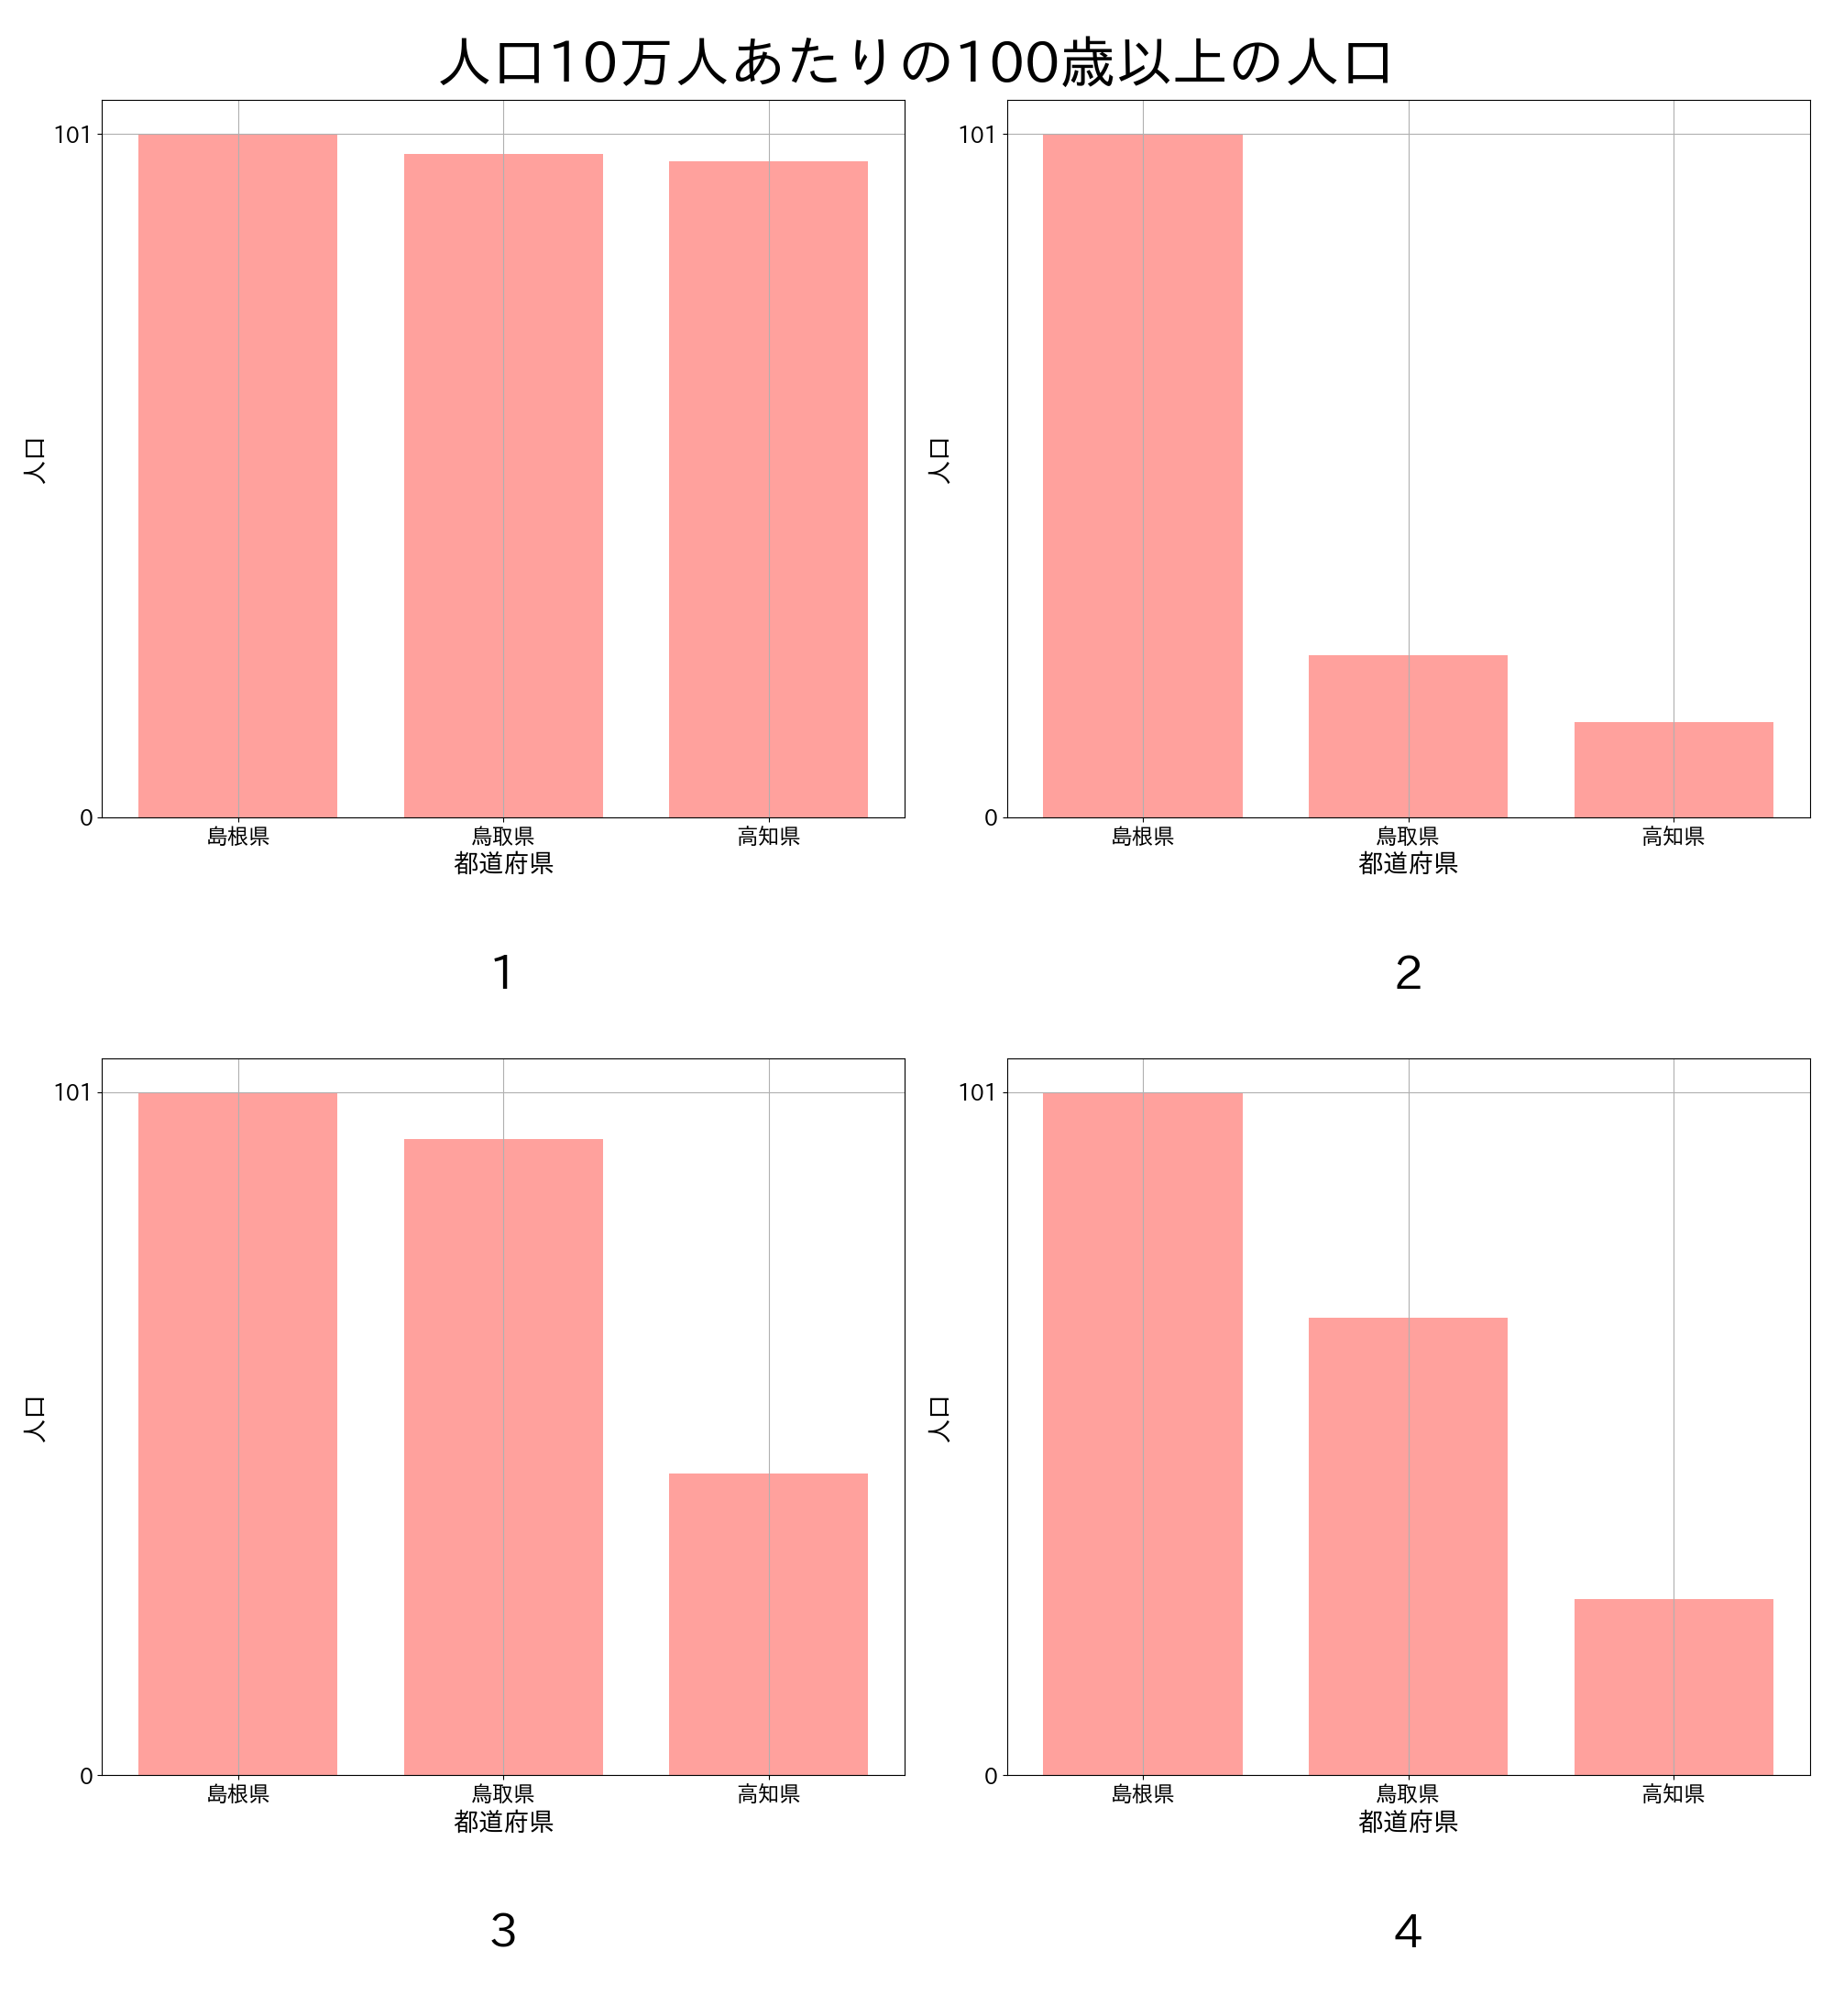 人口10万人あたりの100歳以上の人口
101
人口
0
島根県 鳥取県 高知県
都道府県
1
101
人口
0
島根県 鳥取県 高知県
都道府県
2
101
人口
0
島根県 鳥取県 高知県
都道府県
3
101
人口
0
島根県 鳥取県 高知県
都道府県
4